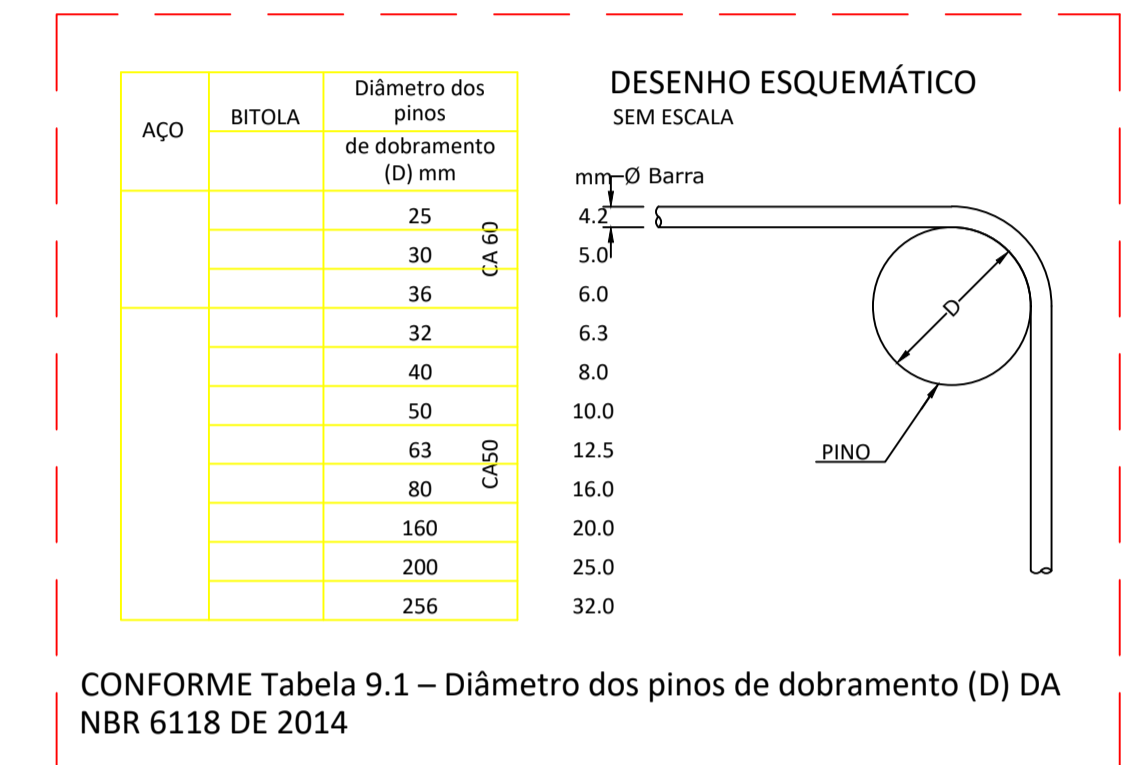 DESENHO ESQUEMÁTICO
SEM ESCALA
AÇO
BITOLA
Diâmetro dos
pinos
de dobramento
(D) mm
mm Ø Barra
25 4.2
30 5.0
36 6.0
CA 60
32 6.3
40 8.0
50 10.0
63 12.5
80 16.0
160 20.0
200 25.0
256 32.0
CA50
D
PINO
CONFORME Tabela 9.1 – Diâmetro dos pinos de dobramento (D) DA
NBR 6118 DE 2014